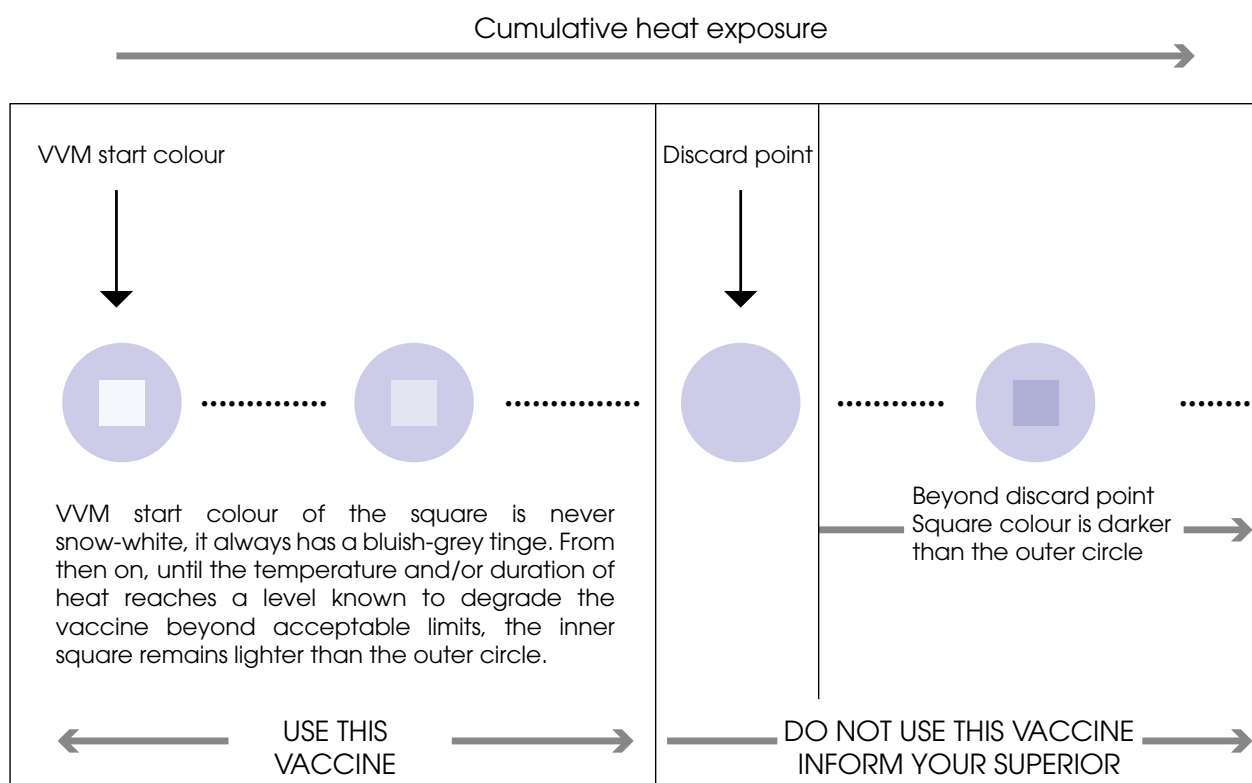 Cumulative heat exposure
VVM start colour
Discard point
VVM start colour of the square is never
snow-white, it always has a bluish-grey tinge. From
then on, until the temperature and/or duration of
heat reaches a level known to degrade the
vaccine beyond acceptable limits, the inner
square remains lighter than the outer circle.
Beyond discard point
Square colour is darker
than the outer circle
USE THIS
VACCINE
DO NOT USE THIS VACCINE
INFORM YOUR SUPERIOR